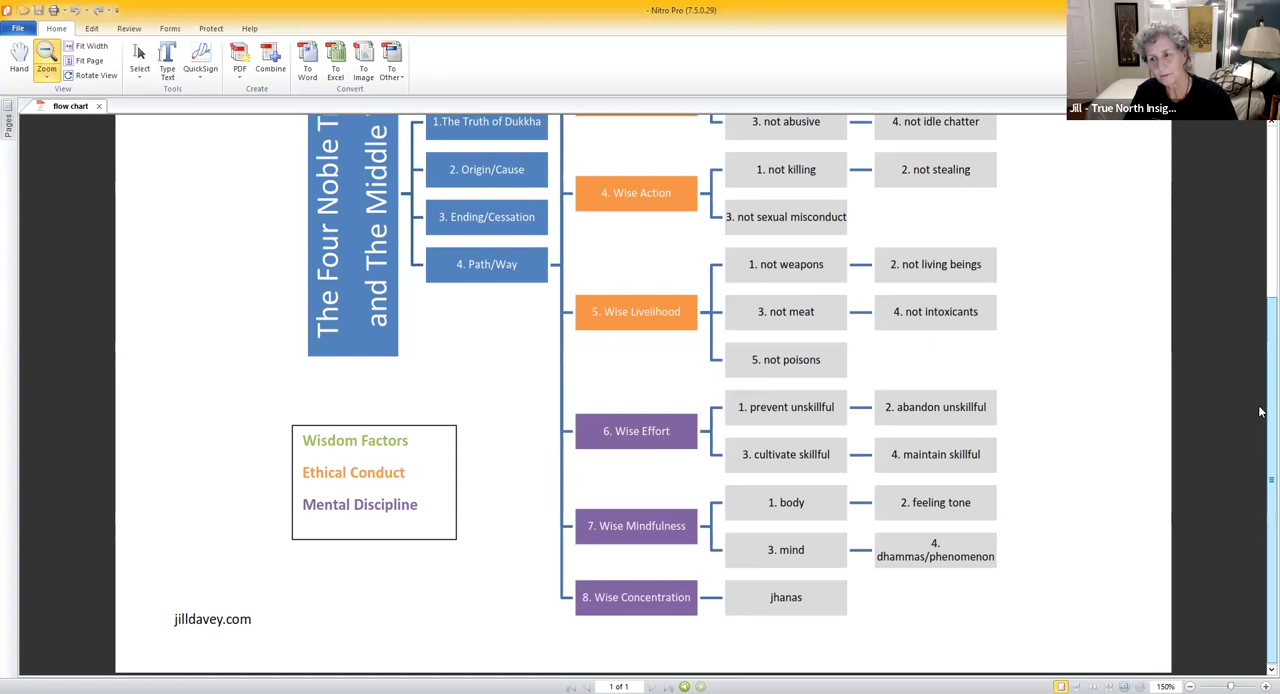 - Nitro Pro (7.5.0.29)
File
Home
Edit
Review
Forms
Protect
Help
Hand
Zoom
Fit Width
Fit Page
Rotate View
View
Select
Type
Text
QuickSign
Tools
PDF
Combine
Create
To
Word
To
Excel
To
Image
To
Other
Convert
Jill - True North Insig...
flow chart
Pages
The Four Noble T
and The Middle
1.The Truth of Dukkha
2. Origin/Cause
3. Ending/Cessation
4. Path/Way
3. not abusive
4. not idle chatter
4. Wise Action
1. not killing
2. not stealing
3. not sexual misconduct
5. Wise Livelihood
1. not weapons
2. not living beings
3. not meat
4. not intoxicants
5. not poisons
6. Wise Effort
1. prevent unskillful
2. abandon unskillful
3. cultivate skillful
4. maintain skillful
7. Wise Mindfulness
1. body
2. feeling tone
3. mind
4.
dhammas/phenomenon
8. Wise Concentration
jhanas
Wisdom Factors
Ethical Conduct
Mental Discipline
jilldavey.com
1 of 1
150%